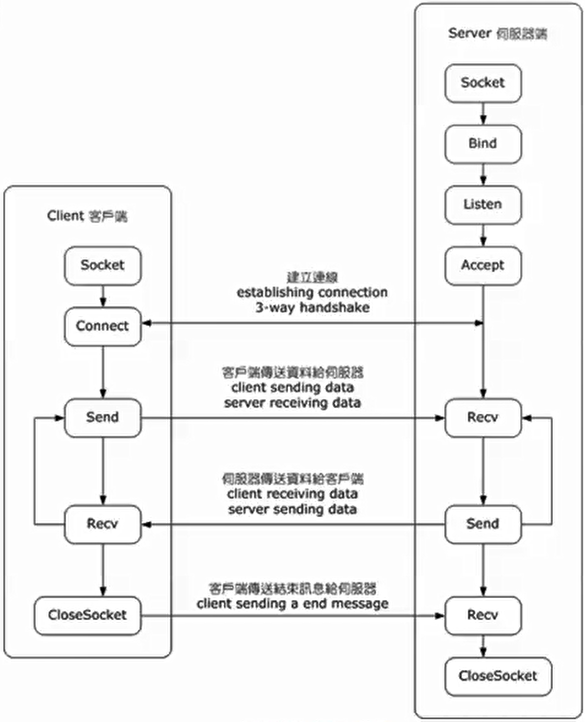 Server 伺服器端
Socket
Bind
Listen
Accept
Client 客戶端
Socket
Connect
建立連線
establishing connection
3-way handshake
客戶端傳送資料給伺服器
client sending data
server receiving data
Send
Recv
伺服器傳送資料給客戶端
client receiving data
server sending data
Recv
Send
客戶端傳送結束訊息給伺服器
client sending a end message
CloseSocket
Recv
CloseSocket